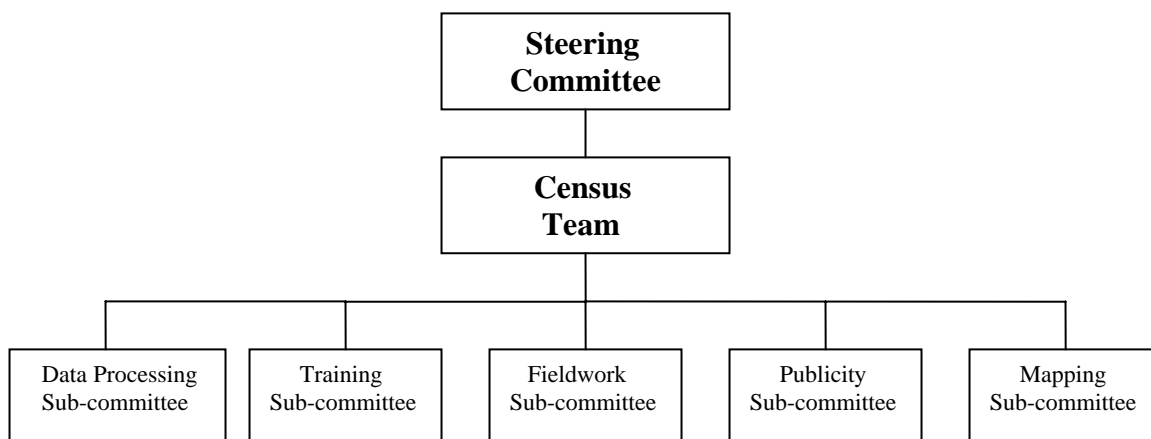 Steering
Committee
Census
Team
Data Processing
Sub-committee
Training
Sub-committee
Fieldwork
Sub-committee
Publicity
Sub-committee
Mapping
Sub-committee